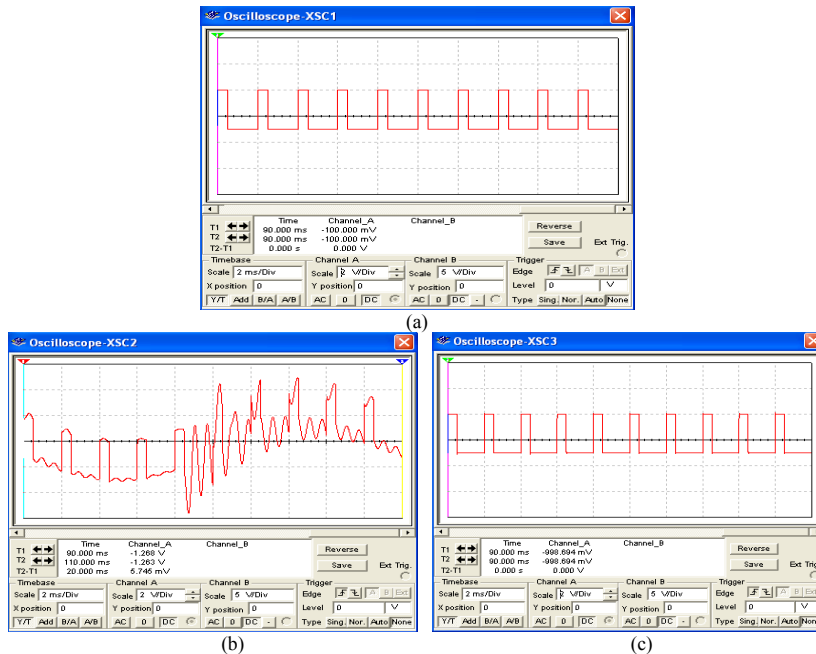 Oscilloscope-XSC1
Time Channel_A Channel_B
T1 90.000 ms -100.000 mV
T2 90.000 ms -100.000 mV
T2-T1 0.000 s 0.000 V
Reverse
Save
Ext Trig.
Timebase Channel A Channel B Trigger
Scale 2 ms/Div Scale 2 V/Div Scale 5 V/Div Edge A B Ext
X position 0 Y position 0 Y position 0 Level 0 V
Y/T Add B/A A/B AC 0 DC AC 0 DC - Type Sing. Nor. Auto None
(a)
Oscilloscope-XSC2
Time Channel_A Channel_B
T1 90.000 ms -1.268 V
T2 110.000 ms -1.263 V
T2-T1 20.000 ms 5.746 mV
Reverse
Save
Ext Trig.
Timebase Channel A Channel B Trigger
Scale 2 ms/Div Scale 2 V/Div Scale 5 V/Div Edge A B Ext
X position 0 Y position 0 Y position 0 Level 0 V
Y/T Add B/A A/B AC 0 DC AC 0 DC - Type Sing. Nor. Auto None
(b)
Oscilloscope-XSC3
Time Channel_A Channel_B
T1 90.000 ms -998.694 mV
T2 90.000 ms -998.694 mV
T2-T1 0.000 s 0.000 V
Reverse
Save
Ext Trig.
Timebase Channel A Channel B Trigger
Scale 2 ms/Div Scale 2 V/Div Scale 5 V/Div Edge A B Ext
X position 0 Y position 0 Y position 0 Level 0 V
Y/T Add B/A A/B AC 0 DC AC 0 DC - Type Sing. Nor. Auto None
(c)